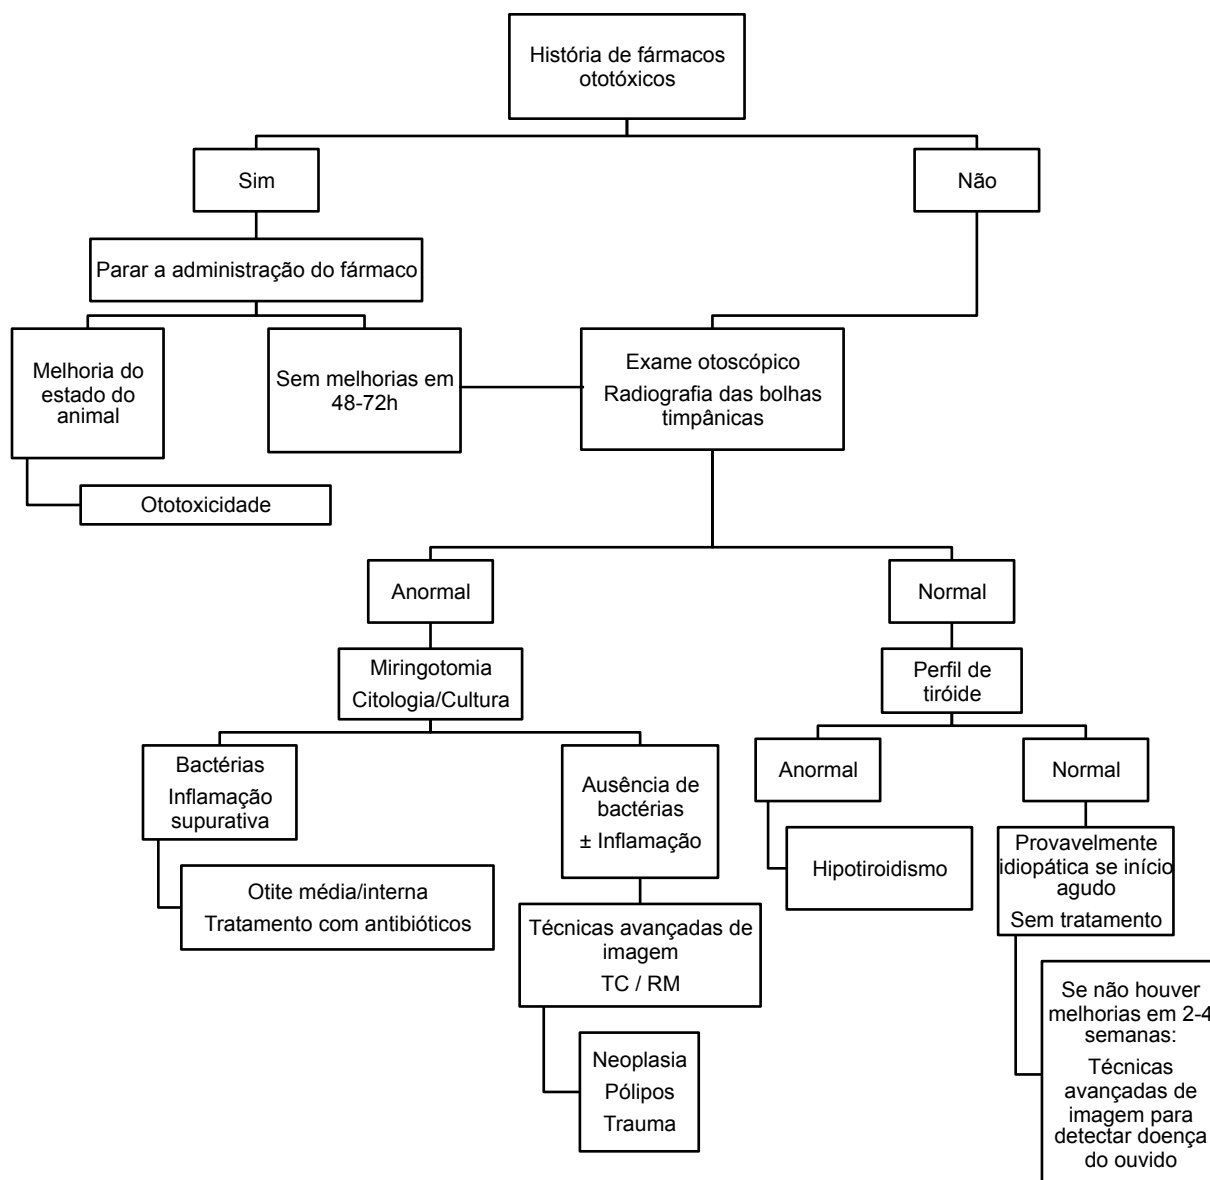 História de fármacos
ototóxicos
Sim
Não
Parar a administração do fármaco
Melhoria do
estado do
animal
Sem melhorias em
48-72h
Exame otoscópico
Radiografia das bolhas
timpânicas
Ototoxicidade
Anormal
Normal
Miringotomia
Citologia/Cultura
Perfil de
tiróide
Bactérias
Inflamação
supurativa
Ausência de
bactérias
± Inflamação
Anormal
Normal
Otite média/interna
Tratamento com antibióticos
Hipotiroidismo
Provavelmente
idiopática se início
agudo
Sem tratamento
Técnicas avançadas de
imagem
TC / RM
Neoplasia
Pólipos
Trauma
Se não houver
melhorias em 2-4
semanas:
Técnicas
avançadas de
imagem para
detectar doença
do ouvido